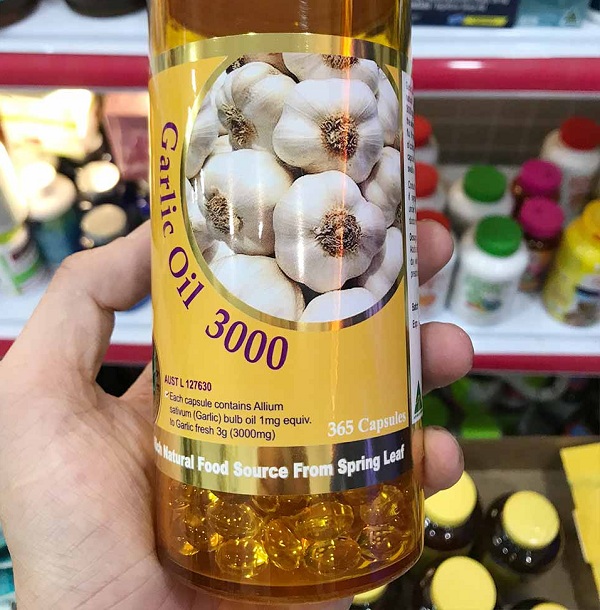 Garlic Oil 3000
AUST L 127630
Each capsule contains Allium
sativum (Garlic) bulb oil 1mg equiv.
to Garlic fresh 3g (3000mg)
365 Capsules
Natural Food Source From Spring Leaf